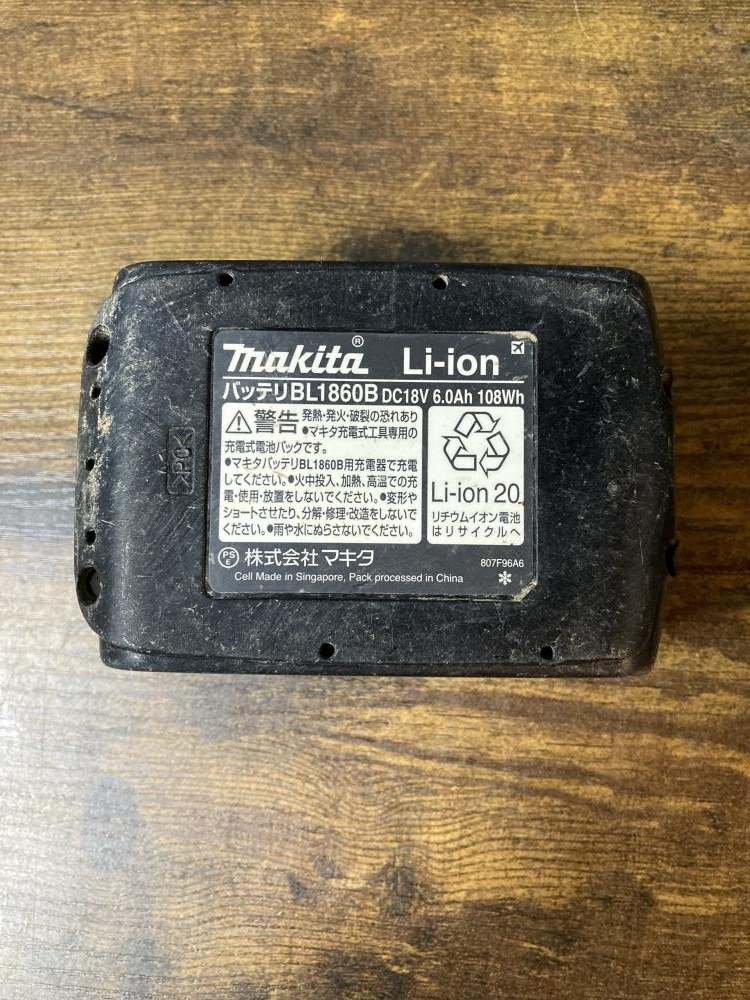 makita® Li-ion
バッテリBL1860B DC18V 6.0Ah 108Wh
警告 発熱・発火・破裂の恐れあり
●マキタ充電式工具専用の
充電式電池パックです。
●マキタバッテリBL1860B用充電器で充電
してください。●火中投入、加熱、高温での充
電・使用・放置をしないでください。●変形や
ショートさせたり、分解・修理・改造をしないで
ください。●雨や水にぬらさないでください。
Li-ion 20
リチウムイオン電池
はリサイクルへ
PS
E
株式会社 マキタ
807F96A6
Cell Made in Singapore, Pack processed in China
>PC<